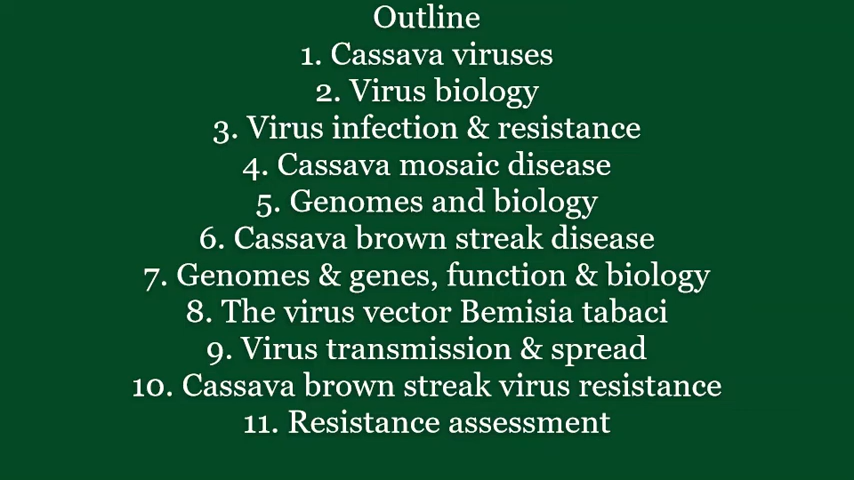 Outline
1. Cassava viruses
2. Virus biology
3. Virus infection & resistance
4. Cassava mosaic disease
5. Genomes and biology
6. Cassava brown streak disease
7. Genomes & genes, function & biology
8. The virus vector Bemisia tabaci
9. Virus transmission & spread
10. Cassava brown streak virus resistance
11. Resistance assessment